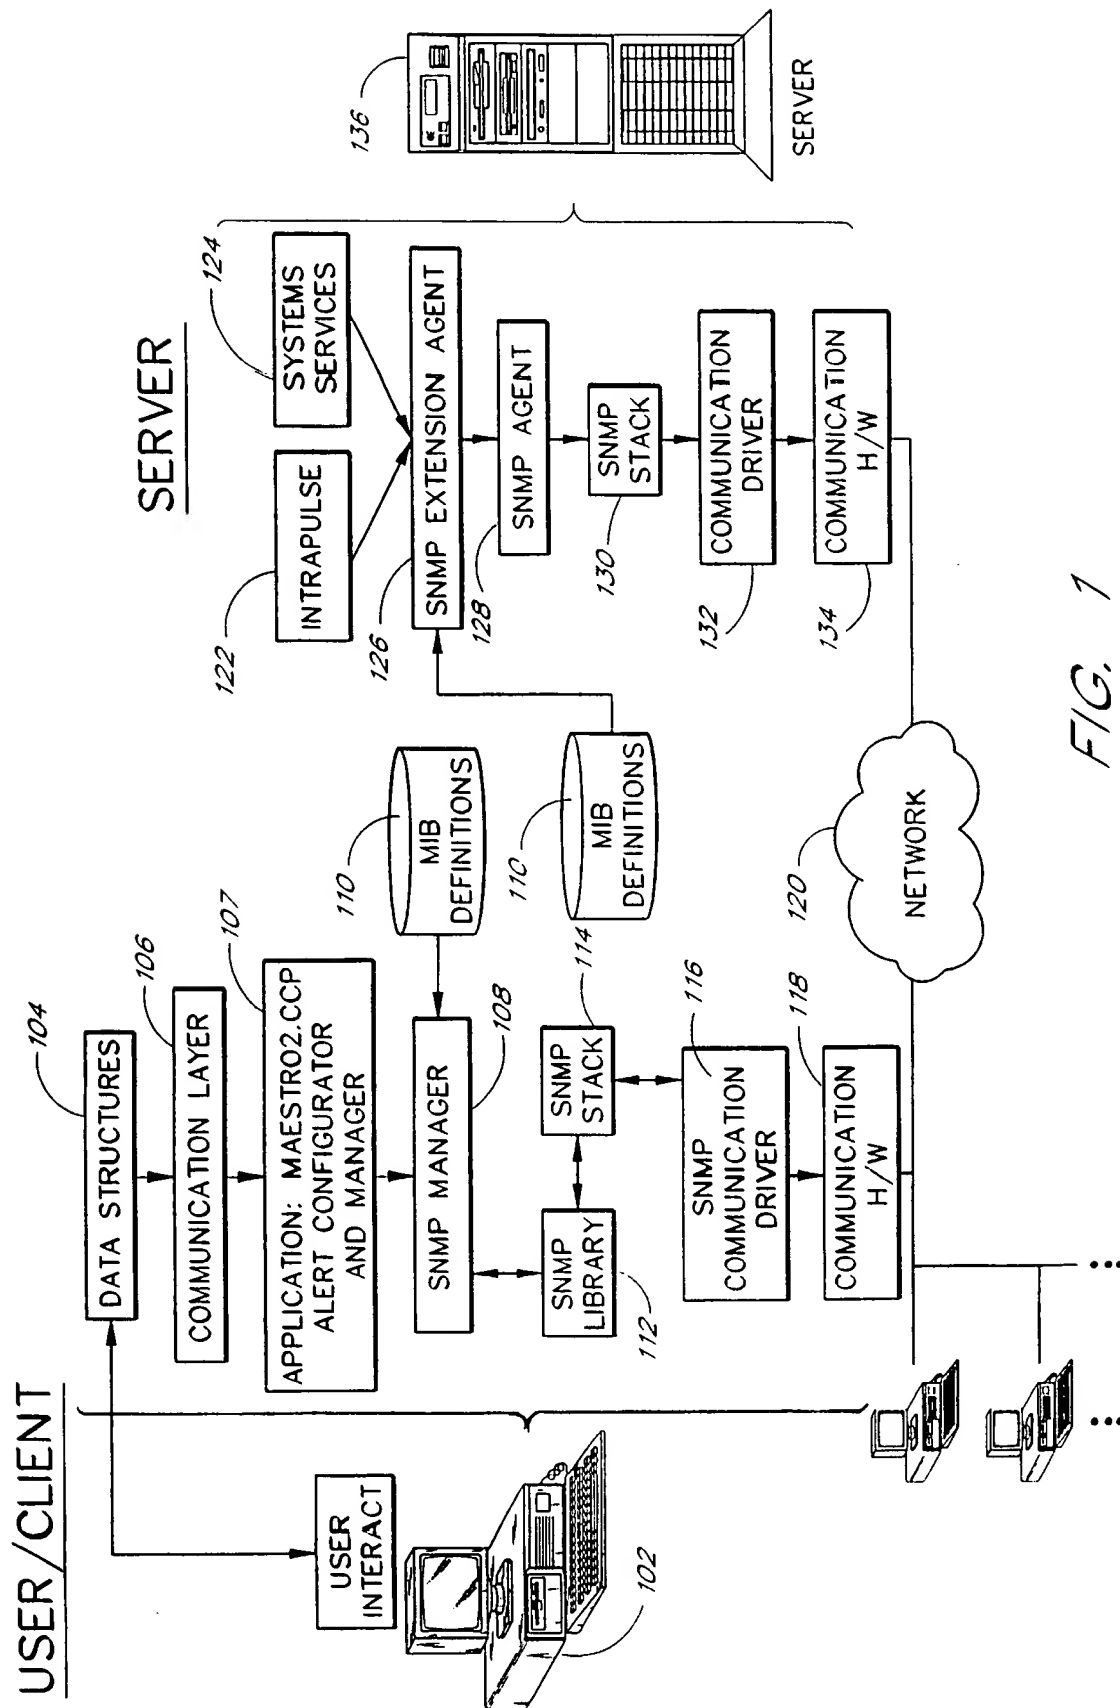 USER/CLIENT
USER
INTERACT
102
104
DATA STRUCTURES
106
COMMUNICATION LAYER
107
APPLICATION: MAESTRO2.CCP
ALERT CONFIGURATOR
AND MANAGER
SNMP MANAGER
108
110
MIB
DEFINITIONS
SNMP
LIBRARY
112
SNMP
STACK
114
110
MIB
DEFINITIONS
SNMP
COMMUNICATION
DRIVER
116
COMMUNICATION
H/W
118
120
NETWORK
SERVER
122
INTRAPULSE
124
SYSTEMS
SERVICES
126
SNMP EXTENSION AGENT
128
SNMP AGENT
130
SNMP
STACK
132
COMMUNICATION
DRIVER
134
COMMUNICATION
H/W
136
SERVER
FIG. 1